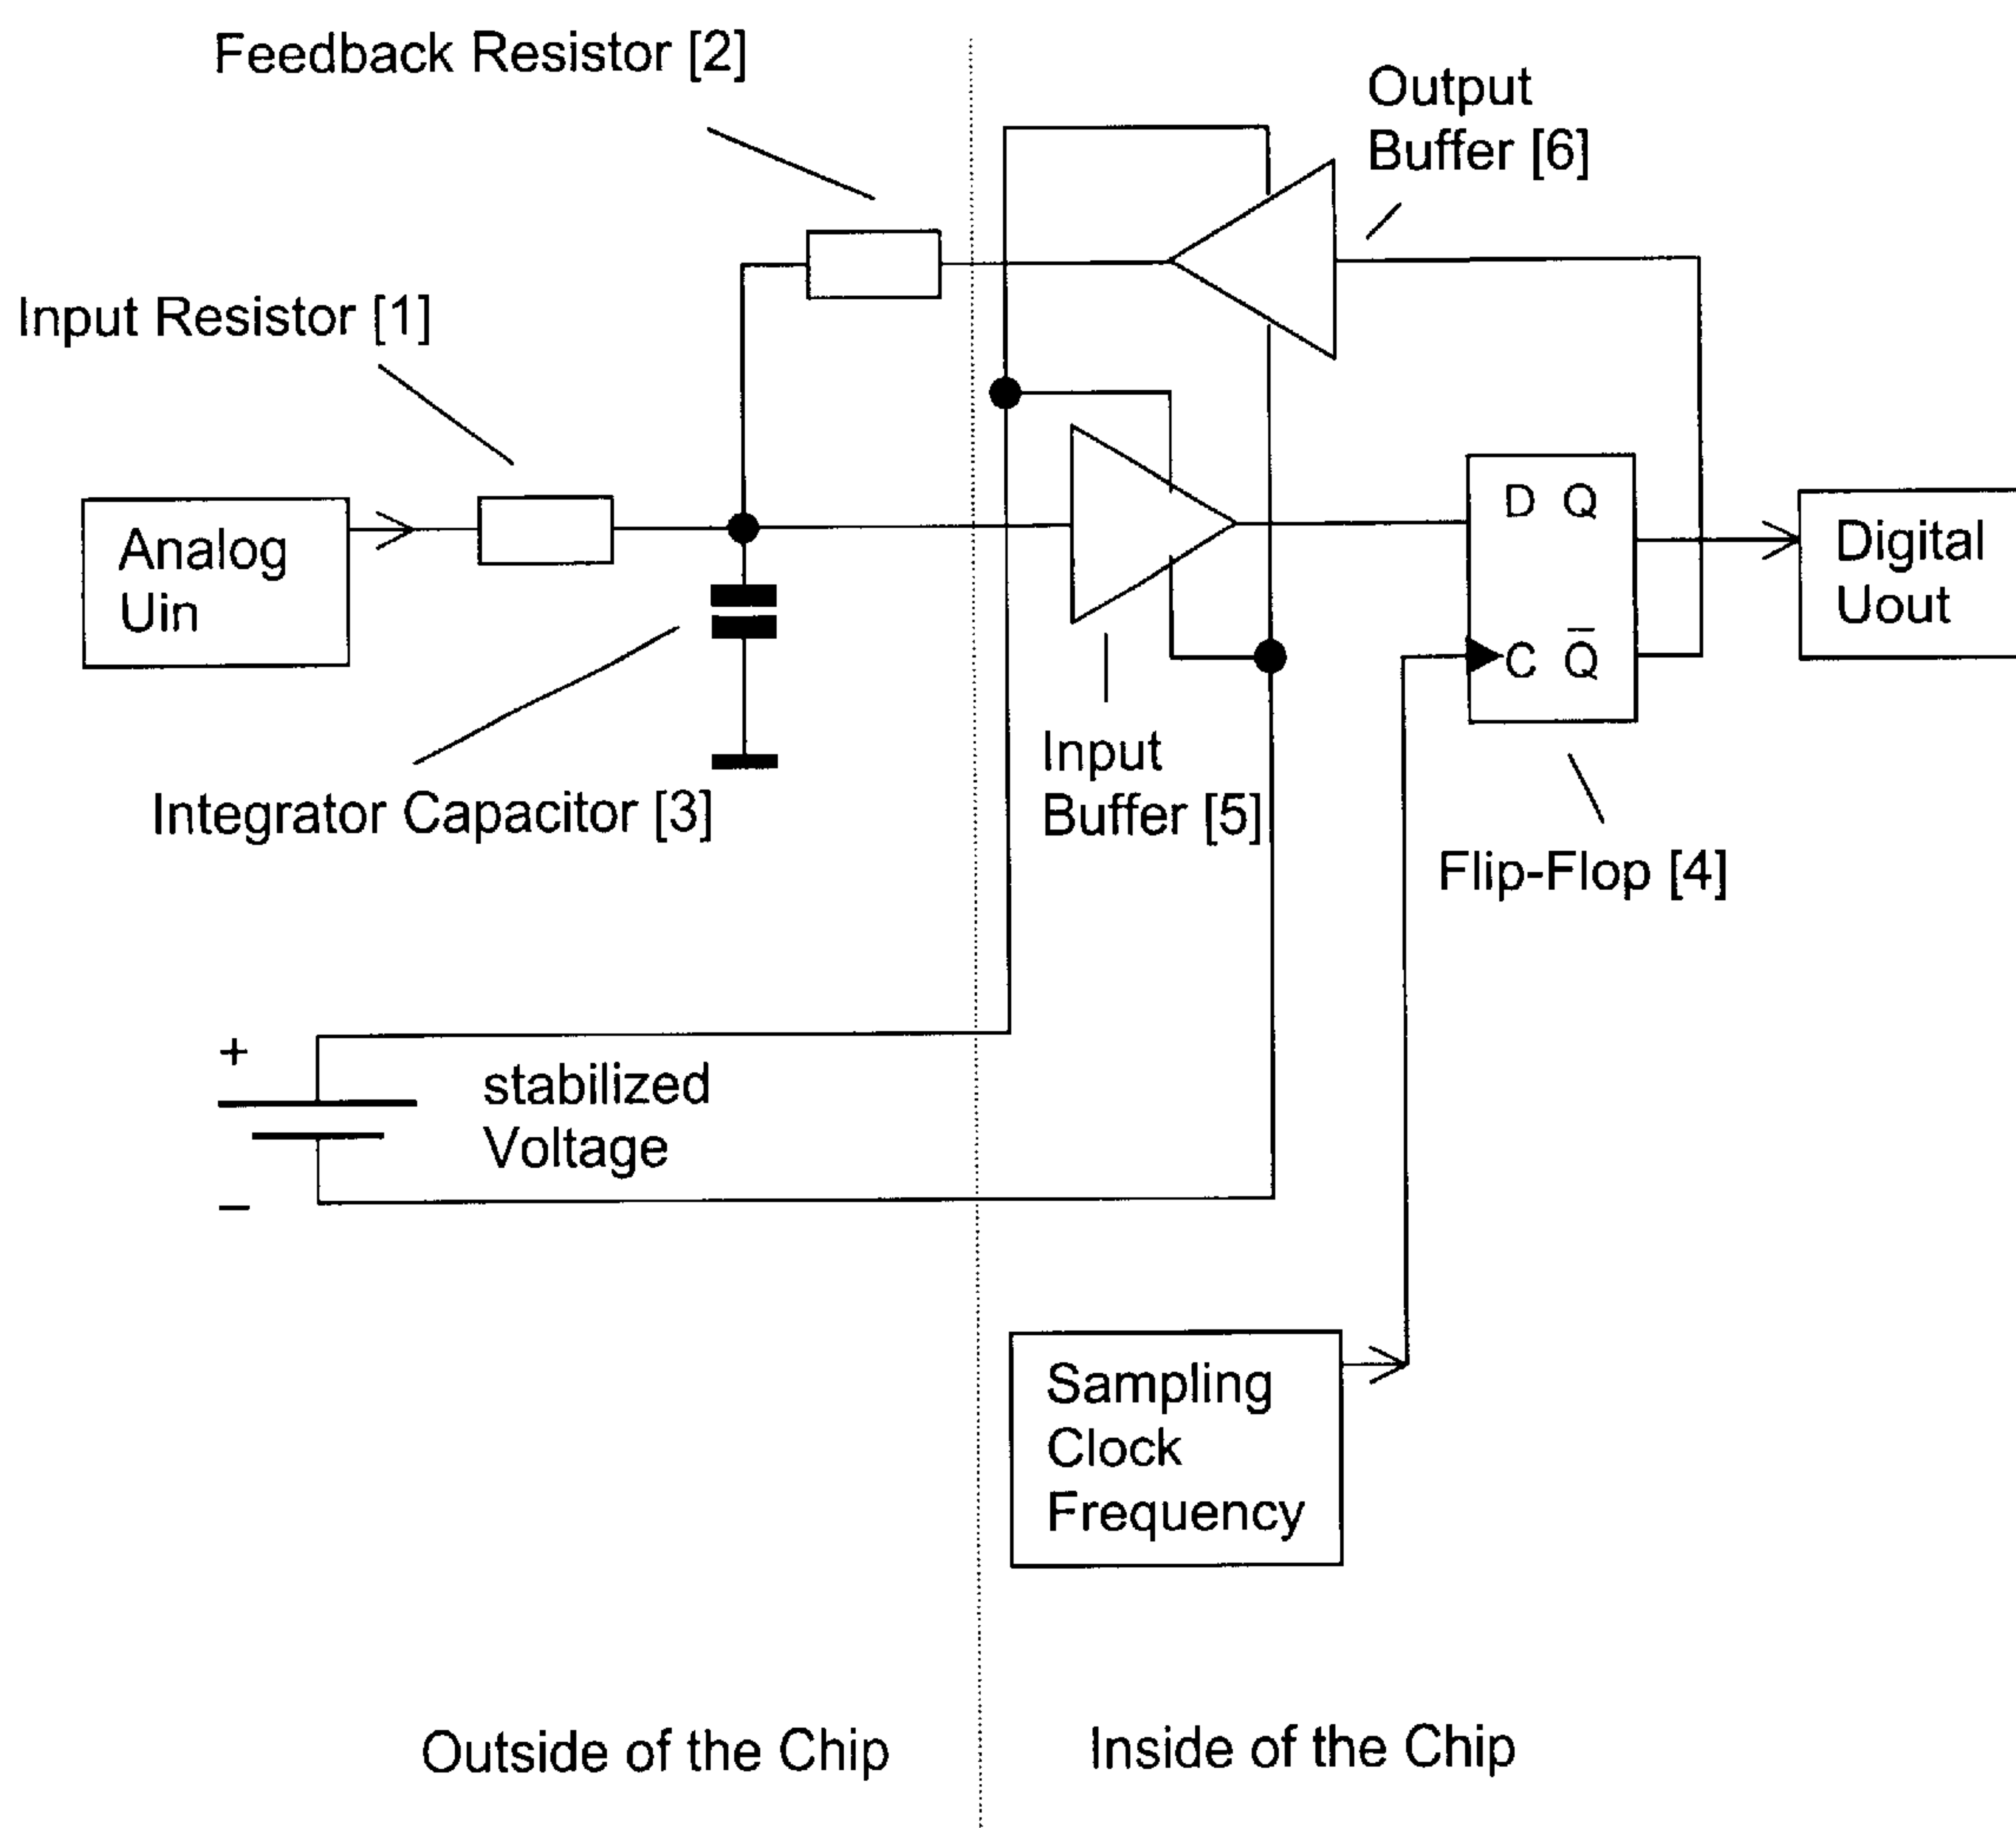 Feedback Resistor [2]
Output
Buffer [6]
Input Resistor [1]
Analog
Uin
D Q
C Q̅
Digital
Uout
Integrator Capacitor [3]
Input
Buffer [5]
Flip-Flop [4]
+
stabilized
Voltage
–
Sampling
Clock
Frequency
Outside of the Chip
Inside of the Chip